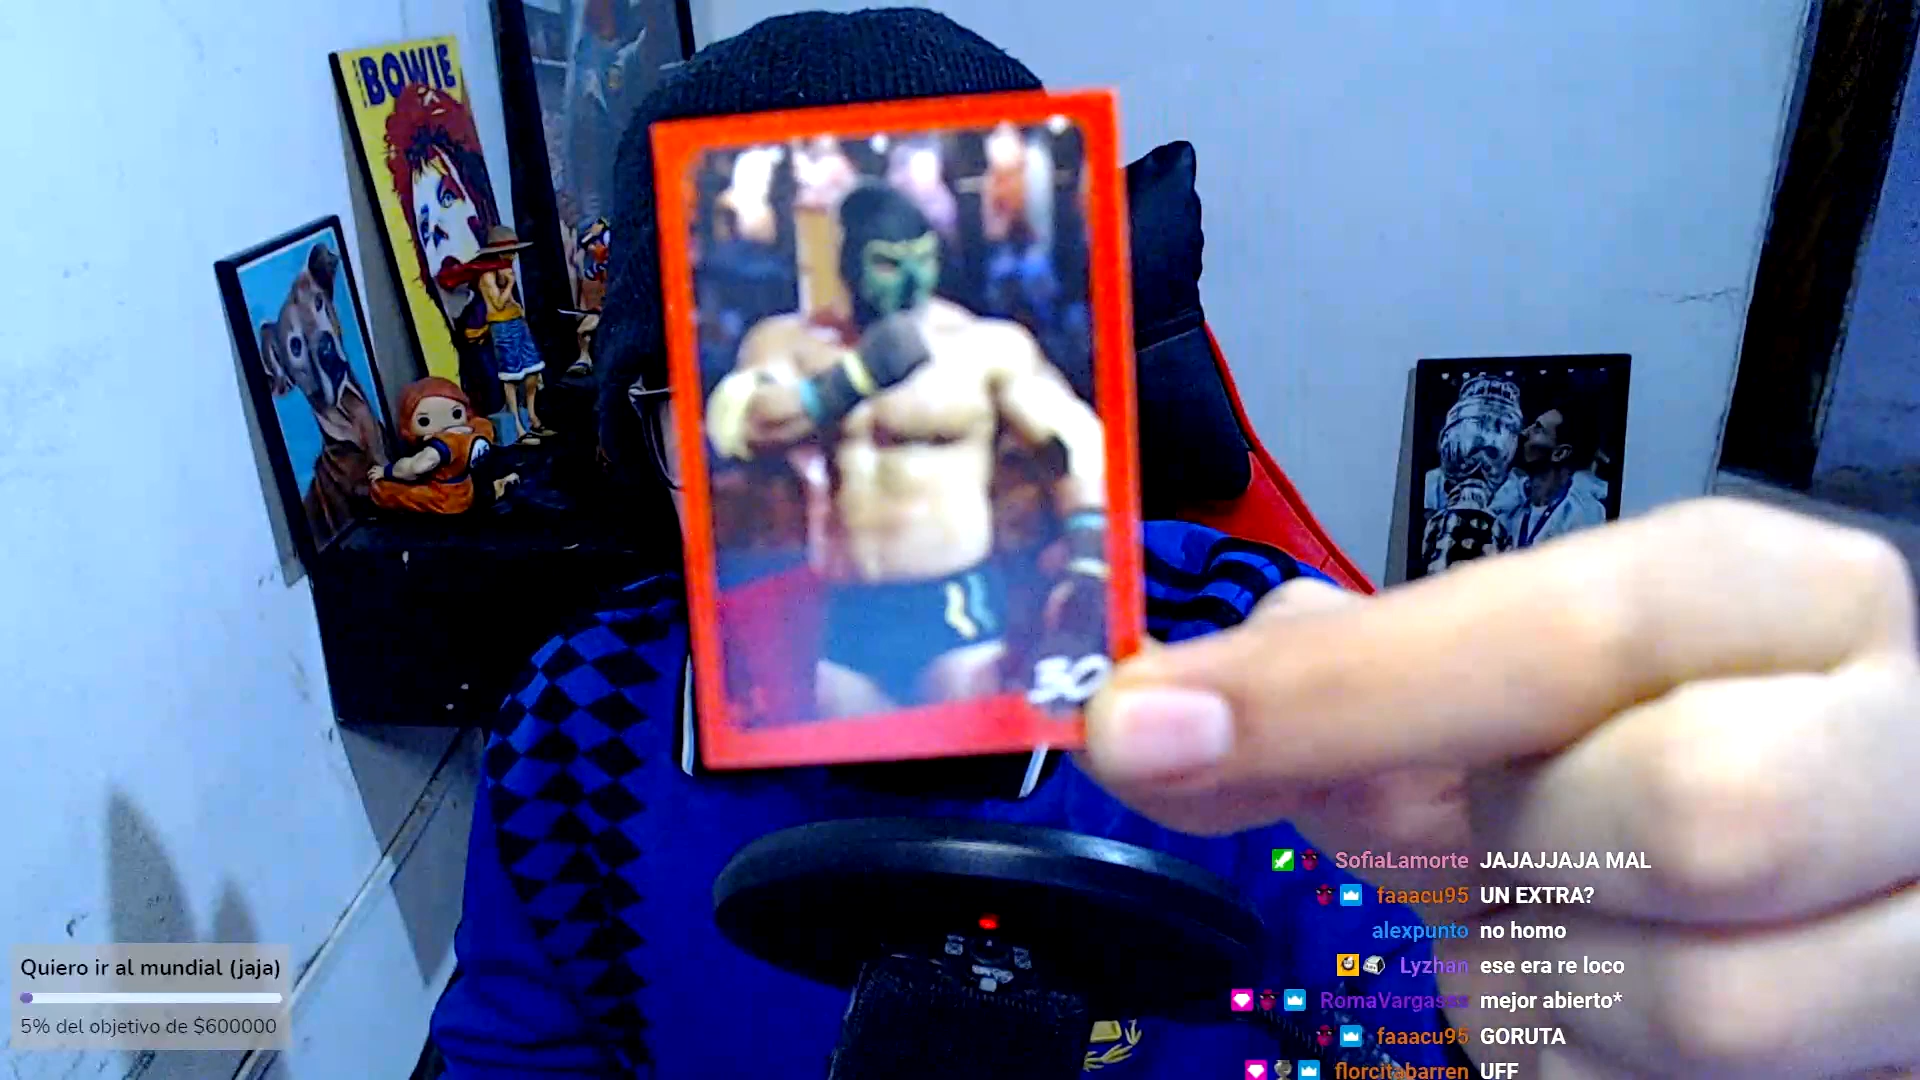 BOWIE
30
SofiaLamorte JAJAJJAJA MAL
faaacu95 UN EXTRA?
alexpunto no homo
Lyzhan ese era re loco
mejor abierto*
faaacu95 GORUTA
florcitabarren UFF
Quiero ir al mundial (jaja)
5% del objetivo de $600000